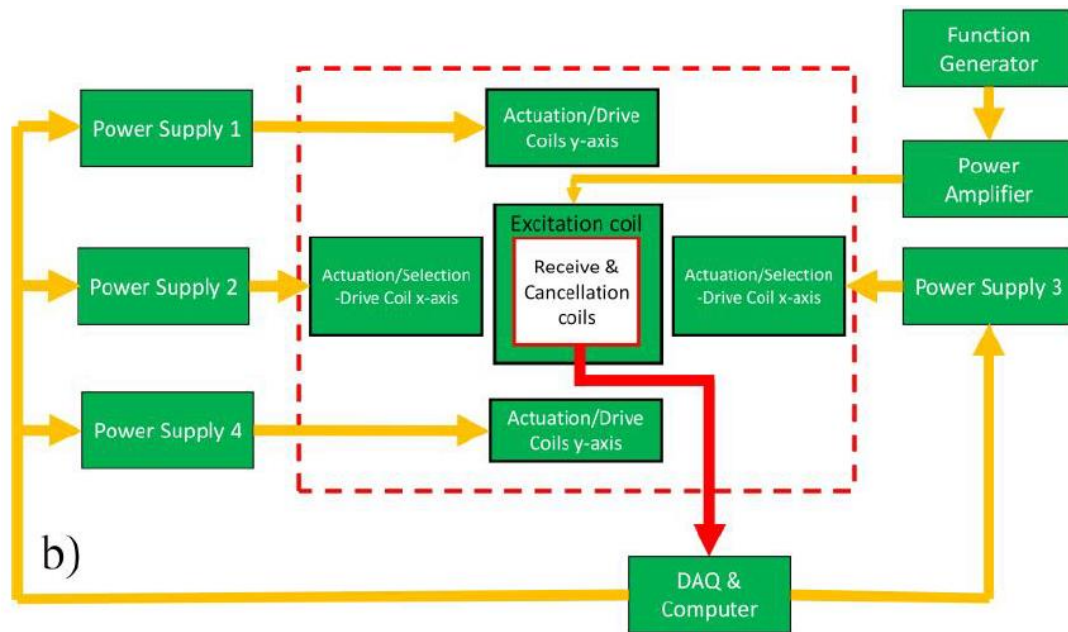 Function
Generator
Power Supply 1
Actuation/Drive
Coils y-axis
Power
Amplifier
Excitation coil
Receive &
Cancellation
coils
Power Supply 2
Actuation/Selection
-Drive Coil x-axis
Actuation/Selection
-Drive Coil x-axis
Power Supply 3
Power Supply 4
Actuation/Drive
Coils y-axis
b)
DAQ &
Computer